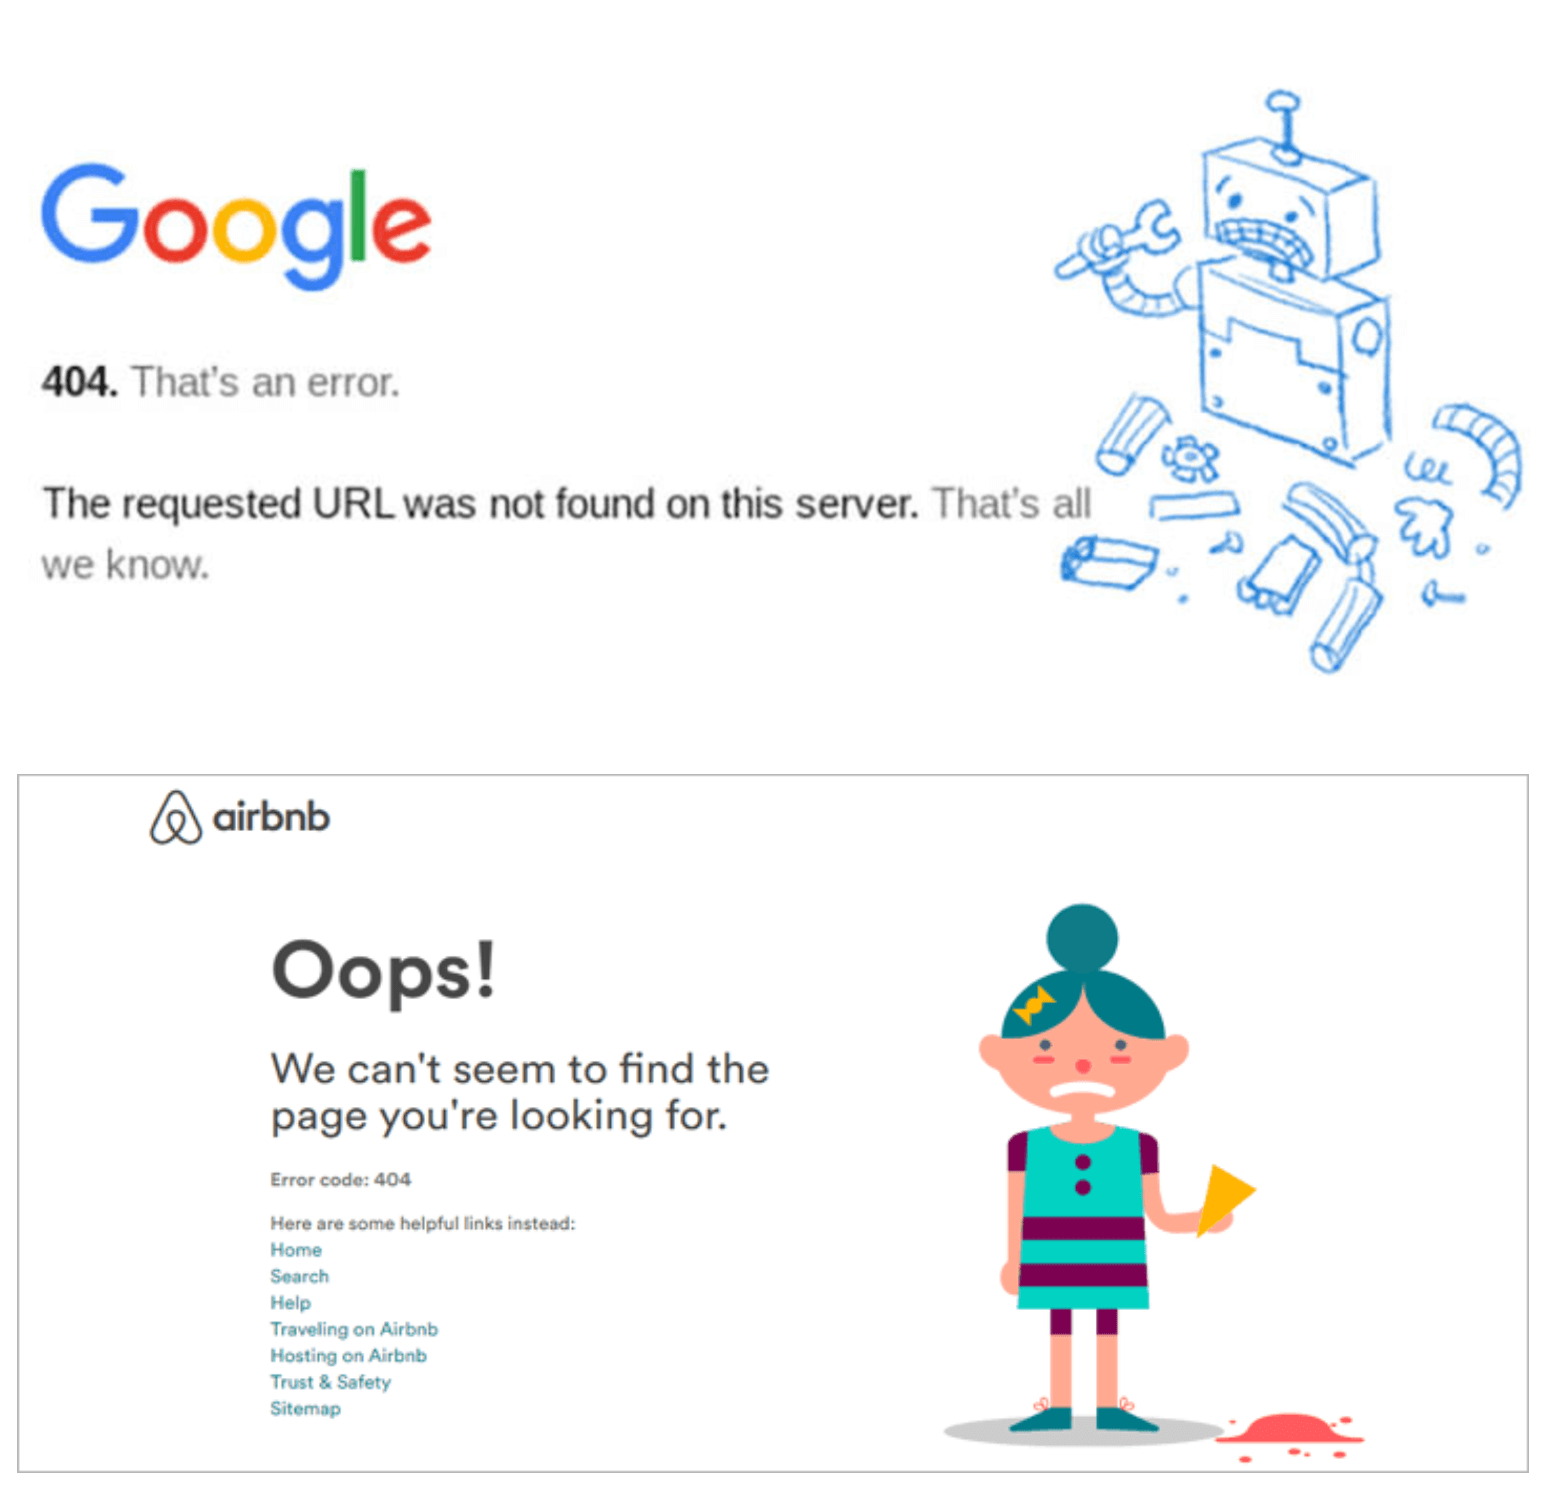 Google
404. That's an error.
The requested URL was not found on this server. That's all
we know.
airbnb
Oops!
We can't seem to find the
page you're looking for.
Error code: 404
Here are some helpful links instead:
Home
Search
Help
Traveling on Airbnb
Hosting on Airbnb
Trust & Safety
Sitemap